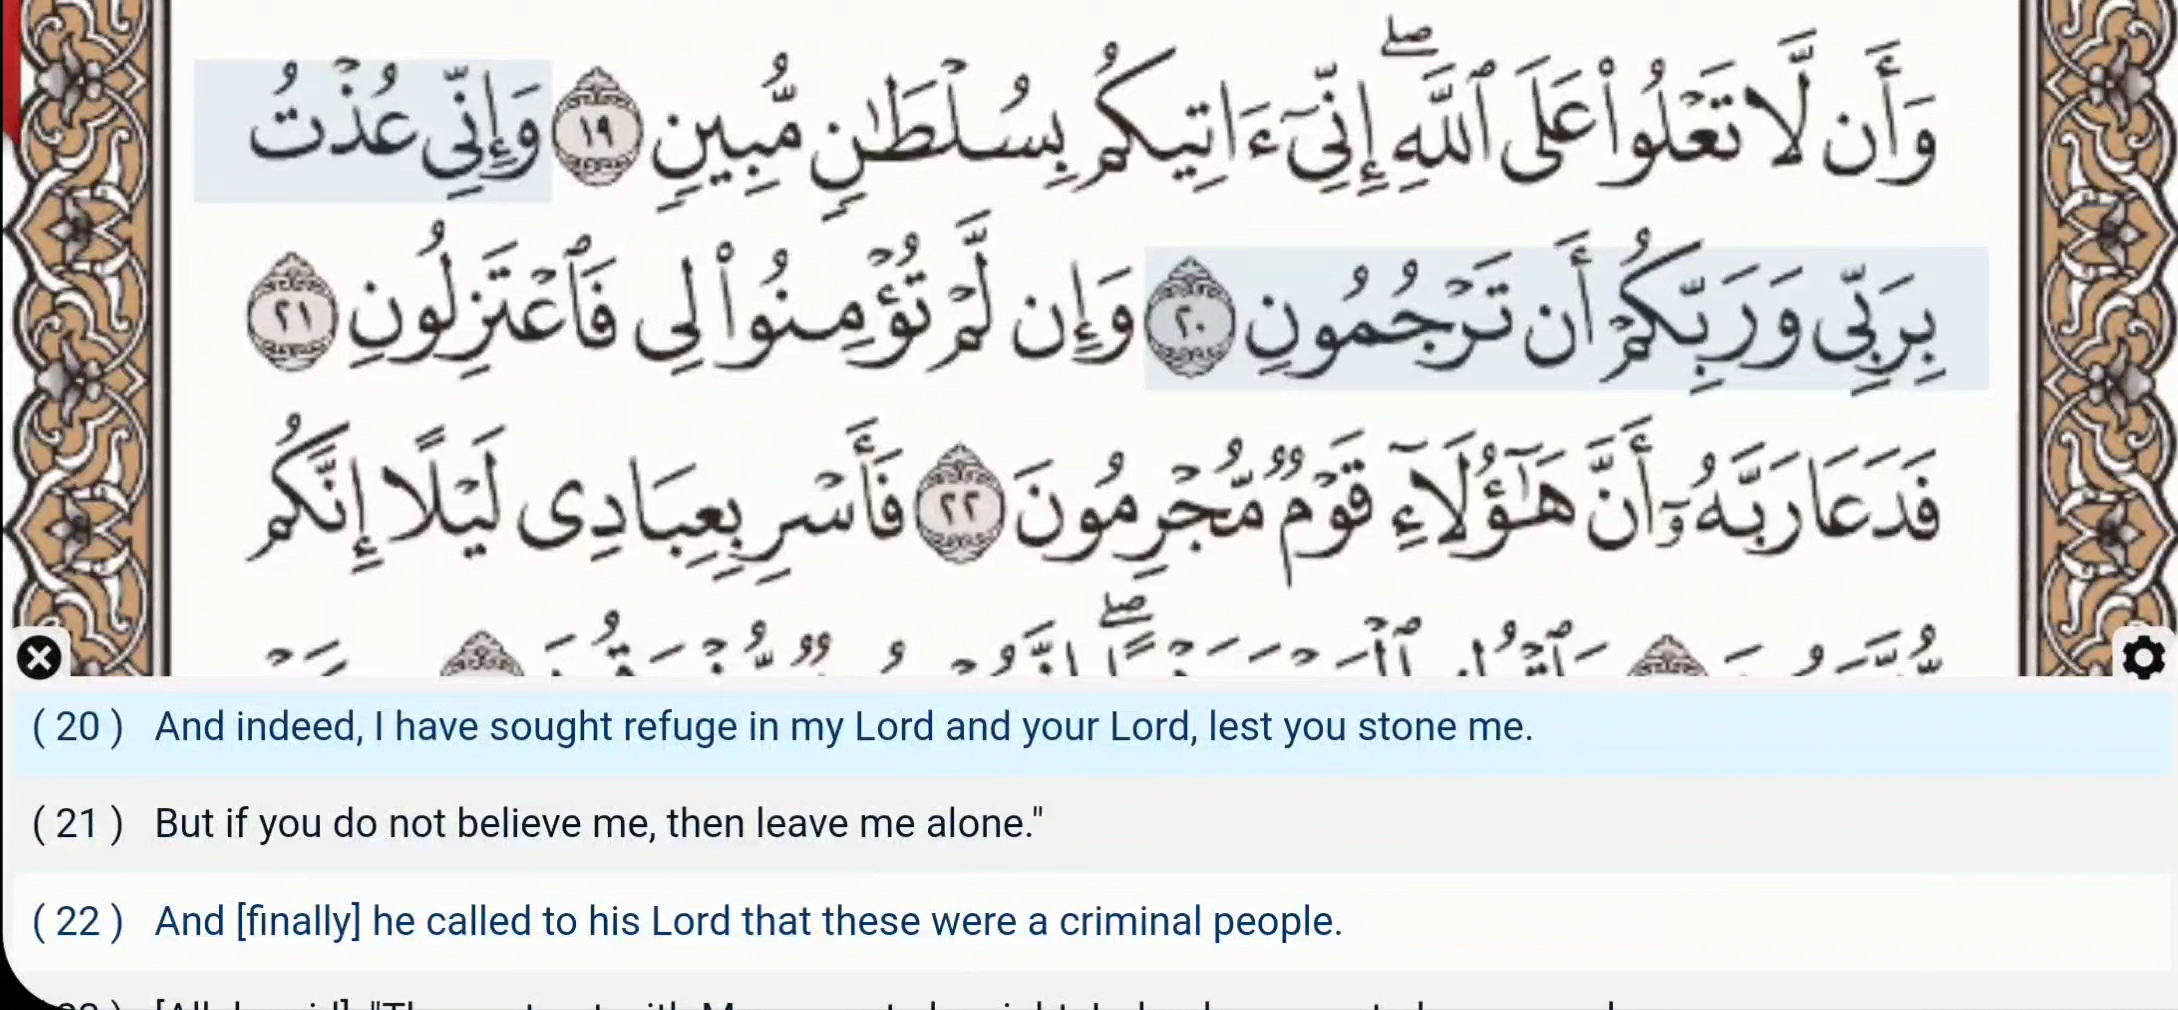 وَأَن لَّا تَعْلُوا۟ عَلَى ٱللَّهِ ۖ إِنِّىٓ ءَاتِيكُم بِسُلْطَٰنٍ مُّبِينٍ ١٩ وَإِنِّى عُذْتُ
بِرَبِّى وَرَبِّكُمْ أَن تَرْجُمُونِ ٢٠ وَإِن لَّمْ تُؤْمِنُوا۟ لِى فَٱعْتَزِلُونِ ٢١
فَدَعَا رَبَّهُۥٓ أَنَّ هَٰٓؤُلَآءِ قَوْمٌ مُّجْرِمُونَ ٢٢ فَأَسْرِ بِعِبَادِى لَيْلًا إِنَّكُم
( 20 ) And indeed, I have sought refuge in my Lord and your Lord, lest you stone me.
( 21 ) But if you do not believe me, then leave me alone."
( 22 ) And [finally] he called to his Lord that these were a criminal people.